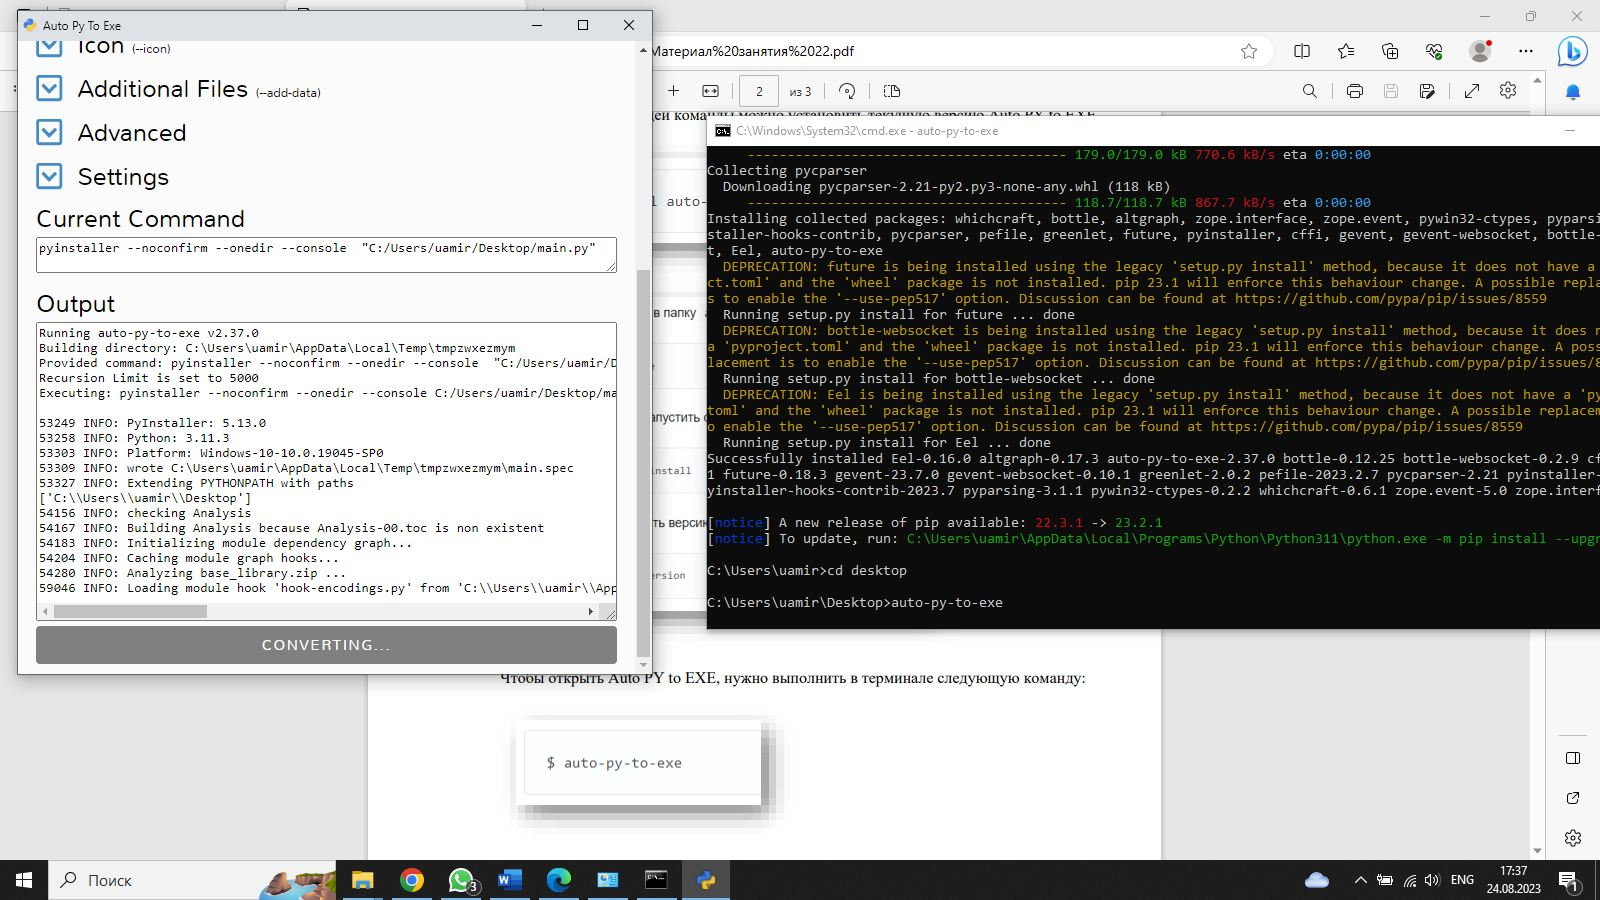 Auto Py To Exe
Icon (--icon)
Additional Files (--add-data)
Advanced
Settings
Current Command
pyinstaller --noconfirm --onedir --console  "C:/Users/uamir/Desktop/main.py"
Output
Running auto-py-to-exe v2.37.0
Building directory: C:\Users\uamir\AppData\Local\Temp\tmpzwxezmym
Provided command: pyinstaller --noconfirm --onedir --console  "C:/Users/uamir/D
Recursion Limit is set to 5000
Executing: pyinstaller --noconfirm --onedir --console C:/Users/uamir/Desktop/ma
53249 INFO: PyInstaller: 5.13.0
53258 INFO: Python: 3.11.3
53303 INFO: Platform: Windows-10-10.0.19045-SP0
53309 INFO: wrote C:\Users\uamir\AppData\Local\Temp\tmpzwxezmym\main.spec
53327 INFO: Extending PYTHONPATH with paths
['C:\\Users\\uamir\\Desktop']
54156 INFO: checking Analysis
54167 INFO: Building Analysis because Analysis-00.toc is non existent
54183 INFO: Initializing module dependency graph...
54204 INFO: Caching module graph hooks...
54280 INFO: Analyzing base_library.zip ...
59046 INFO: Loading module hook 'hook-encodings.py' from 'C:\\Users\\uamir\\App
CONVERTING...
Материал%20занятия%2022.pdf
2 из 3
ей команды можно установить текущую версию Auto PY to EXE
l auto-
в папку
апустить
install
ть верси
ersion
C:\Windows\System32\cmd.exe - auto-py-to-exe
---------------------------------------- 179.0/179.0 kB 770.6 kB/s eta 0:00:00
Collecting pycparser
Downloading pycparser-2.21-py2.py3-none-any.whl (118 kB)
---------------------------------------- 118.7/118.7 kB 867.7 kB/s eta 0:00:00
Installing collected packages: whichcraft, bottle, altgraph, zope.interface, zope.event, pywin32-ctypes, pyparsi
staller-hooks-contrib, pycparser, pefile, greenlet, future, pyinstaller, cffi, gevent, gevent-websocket, bottle-
t, Eel, auto-py-to-exe
DEPRECATION: future is being installed using the legacy 'setup.py install' method, because it does not have a
ct.toml' and the 'wheel' package is not installed. pip 23.1 will enforce this behaviour change. A possible repla
s to enable the '--use-pep517' option. Discussion can be found at https://github.com/pypa/pip/issues/8559
Running setup.py install for future ... done
DEPRECATION: bottle-websocket is being installed using the legacy 'setup.py install' method, because it does n
a 'pyproject.toml' and the 'wheel' package is not installed. pip 23.1 will enforce this behaviour change. A poss
lacement is to enable the '--use-pep517' option. Discussion can be found at https://github.com/pypa/pip/issues/8
Running setup.py install for bottle-websocket ... done
DEPRECATION: Eel is being installed using the legacy 'setup.py install' method, because it does not have a 'py
toml' and the 'wheel' package is not installed. pip 23.1 will enforce this behaviour change. A possible replacem
o enable the '--use-pep517' option. Discussion can be found at https://github.com/pypa/pip/issues/8559
Running setup.py install for Eel ... done
Successfully installed Eel-0.16.0 altgraph-0.17.3 auto-py-to-exe-2.37.0 bottle-0.12.25 bottle-websocket-0.2.9 cf
1 future-0.18.3 gevent-23.7.0 gevent-websocket-0.10.1 greenlet-2.0.2 pefile-2023.2.7 pycparser-2.21 pyinstaller-
yinstaller-hooks-contrib-2023.7 pyparsing-3.1.1 pywin32-ctypes-0.2.2 whichcraft-0.6.1 zope.event-5.0 zope.interf
[notice] A new release of pip available: 22.3.1 -> 23.2.1
[notice] To update, run: C:\Users\uamir\AppData\Local\Programs\Python\Python311\python.exe -m pip install --upgr
C:\Users\uamir>cd desktop
C:\Users\uamir\Desktop>auto-py-to-exe
Чтобы открыть Auto PY to EXE, нужно выполнить в терминале следующую команду:
$ auto-py-to-exe
Поиск
3
ENG
17:37
24.08.2023
1